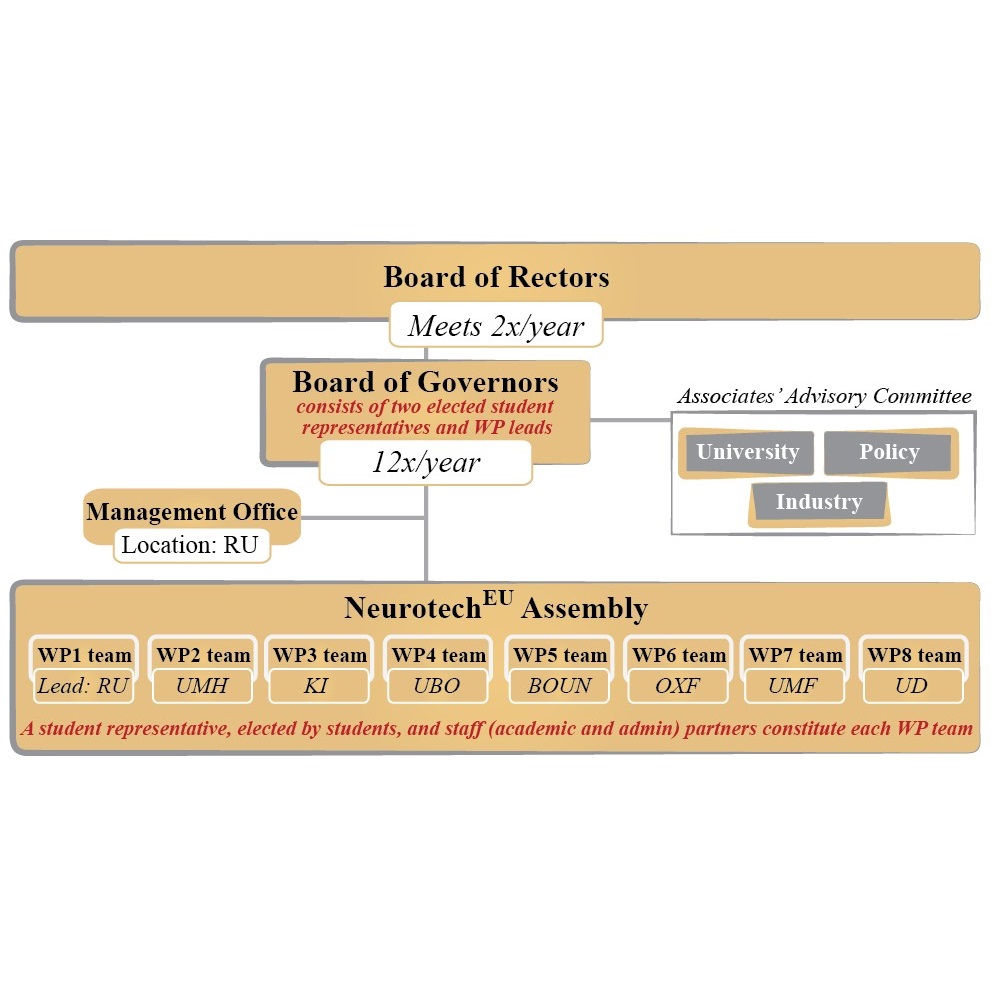 Board of Rectors
Meets 2x/year
Board of Governors
consists of two elected student
representatives and WP leads
12x/year
Associates' Advisory Committee
University
Policy
Industry
Management Office
Location: RU
NeurotechEU Assembly
WP1 team
WP2 team
WP3 team
WP4 team
WP5 team
WP6 team
WP7 team
WP8 team
Lead: RU
UMH
KI
UBO
BOUN
OXF
UMF
UD
A student representative, elected by students, and staff (academic and admin) partners constitute each WP team